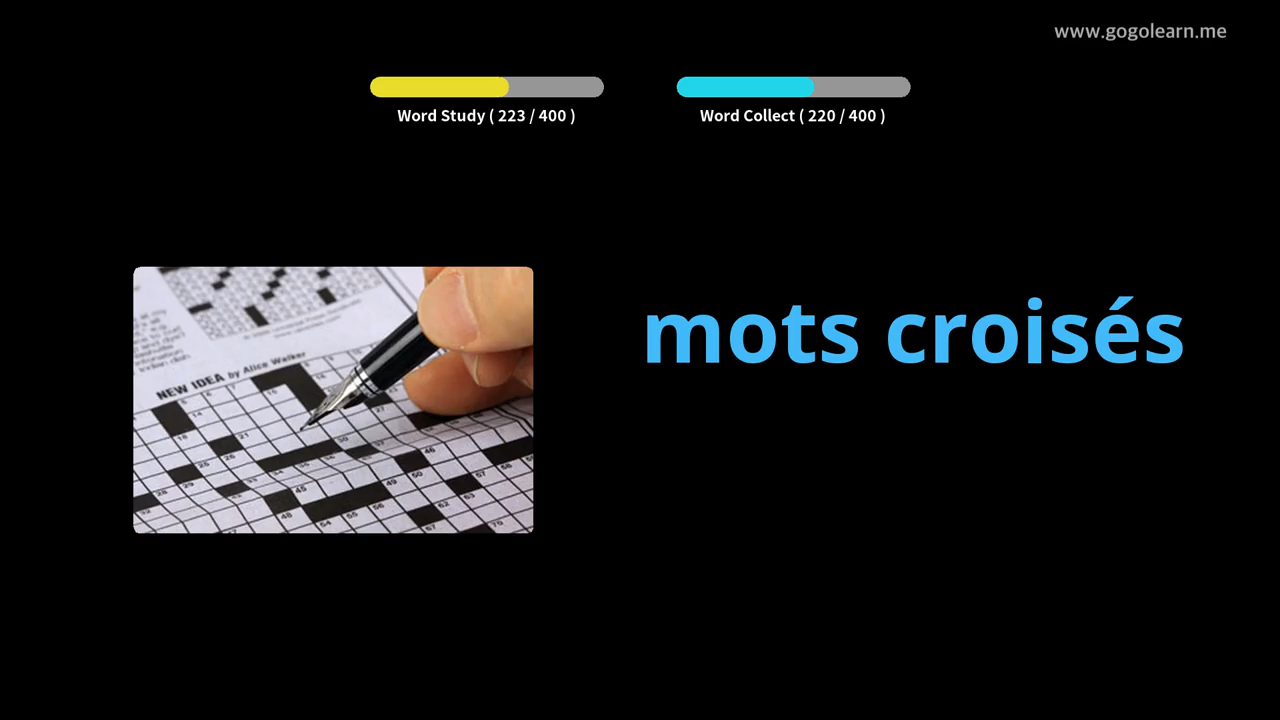 www.gogolearn.me
Word Study ( 223 / 400 )
Word Collect ( 220 / 400 )
NEW IDEA by Alice Walker
mots croisés